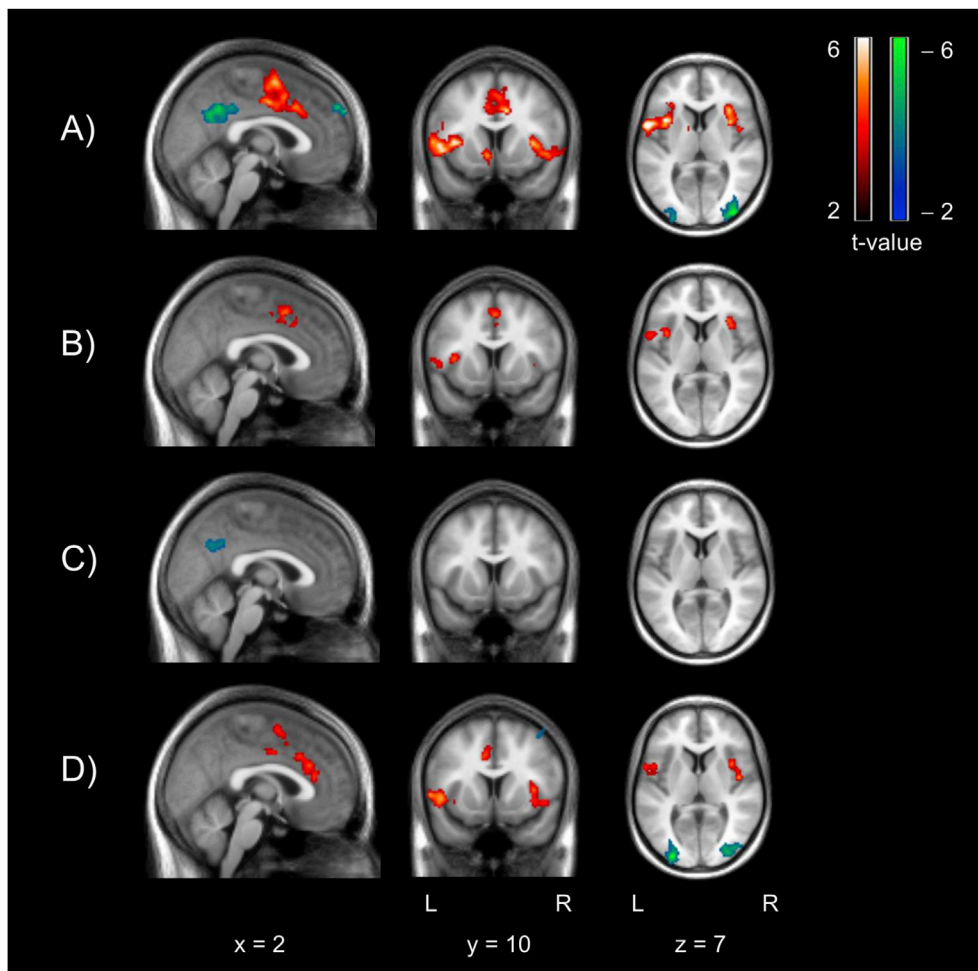 A)
6
– 6
2
– 2
t-value
B)
C)
D)
L
R
L
R
x = 2
y = 10
z = 7